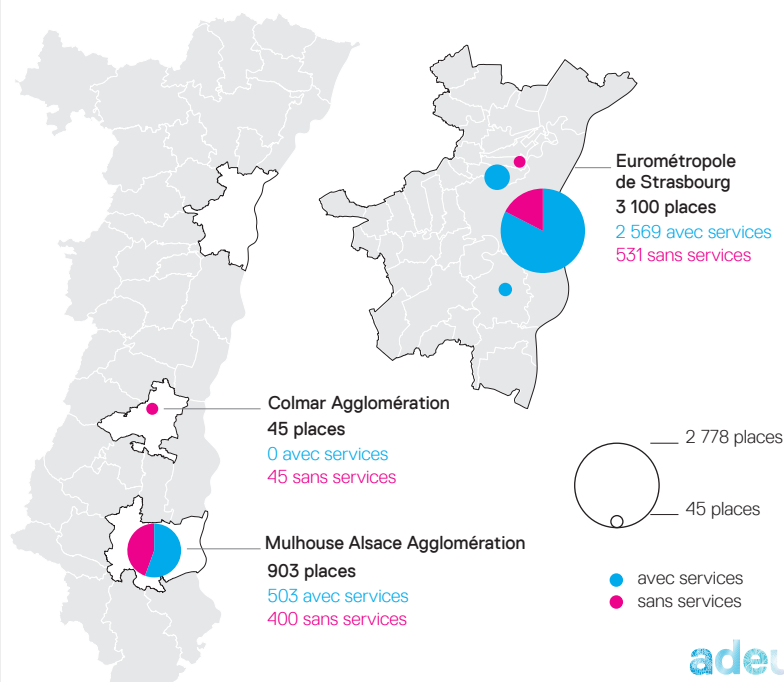 Eurométropole
de Strasbourg
3 100 places
2 569 avec services
531 sans services
Colmar Agglomération
45 places
0 avec services
45 sans services
2 778 places
45 places
Mulhouse Alsace Agglomération
903 places
503 avec services
400 sans services
avec services
sans services